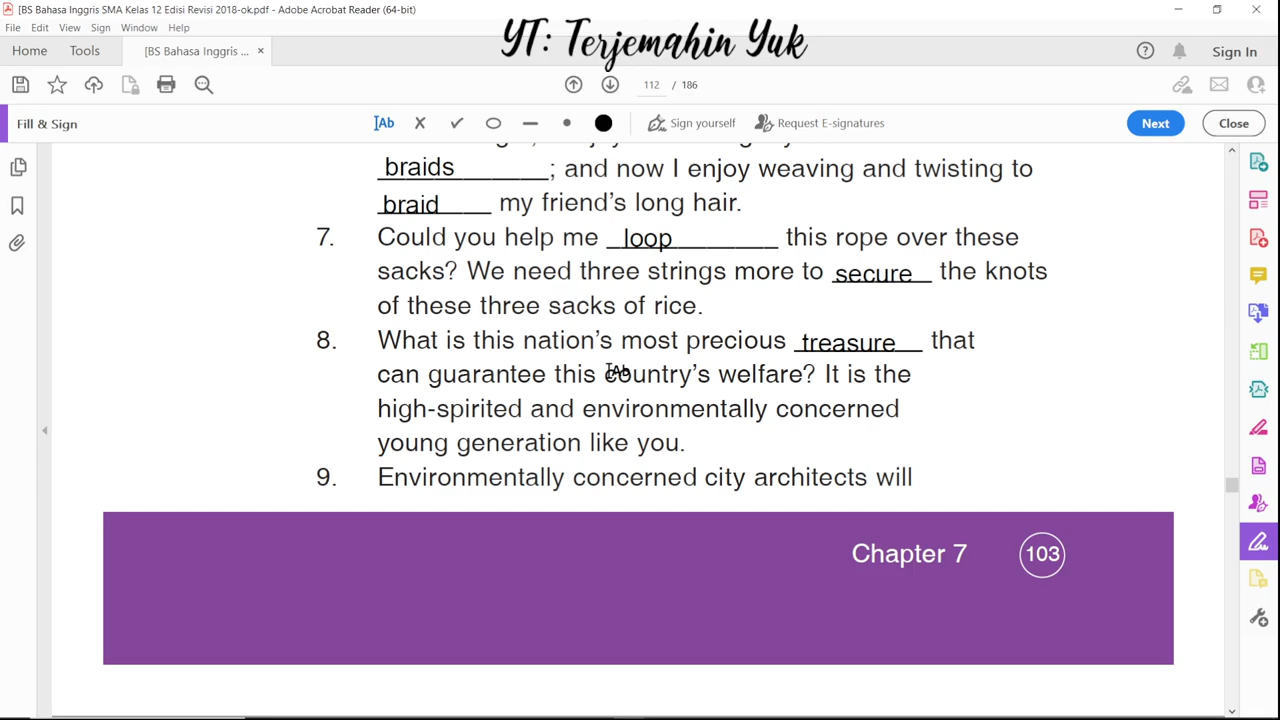 [BS Bahasa Inggris SMA Kelas 12 Edisi Revisi 2018-ok.pdf - Adobe Acrobat Reader (64-bit)
File Edit View Sign Window Help
YT: Terjemahin Yuk
Home Tools [BS Bahasa Inggris ... × Sign In
112 / 186
Fill & Sign Ab Sign yourself Request E-signatures Next Close
braids ; and now I enjoy weaving and twisting to
braid my friend's long hair.
7. Could you help me loop this rope over these
sacks? We need three strings more to secure the knots
of these three sacks of rice.
8. What is this nation's most precious treasure that
can guarantee this country's welfare? It is the
high-spirited and environmentally concerned
young generation like you.
9. Environmentally concerned city architects will
Chapter 7 103